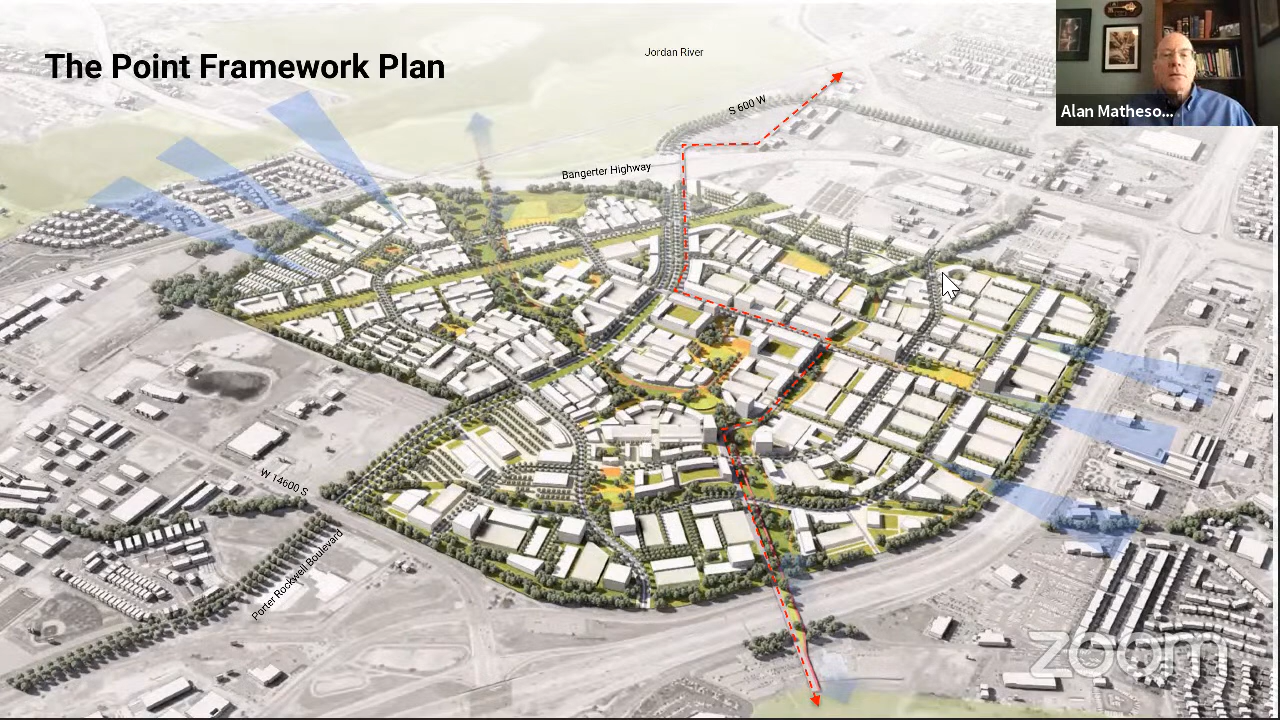 The Point Framework Plan
Jordan River
Alan Matheso...
S 600 W
Bangerter Highway
W 14600 S
Porter Rockwell Boulevard
zoom